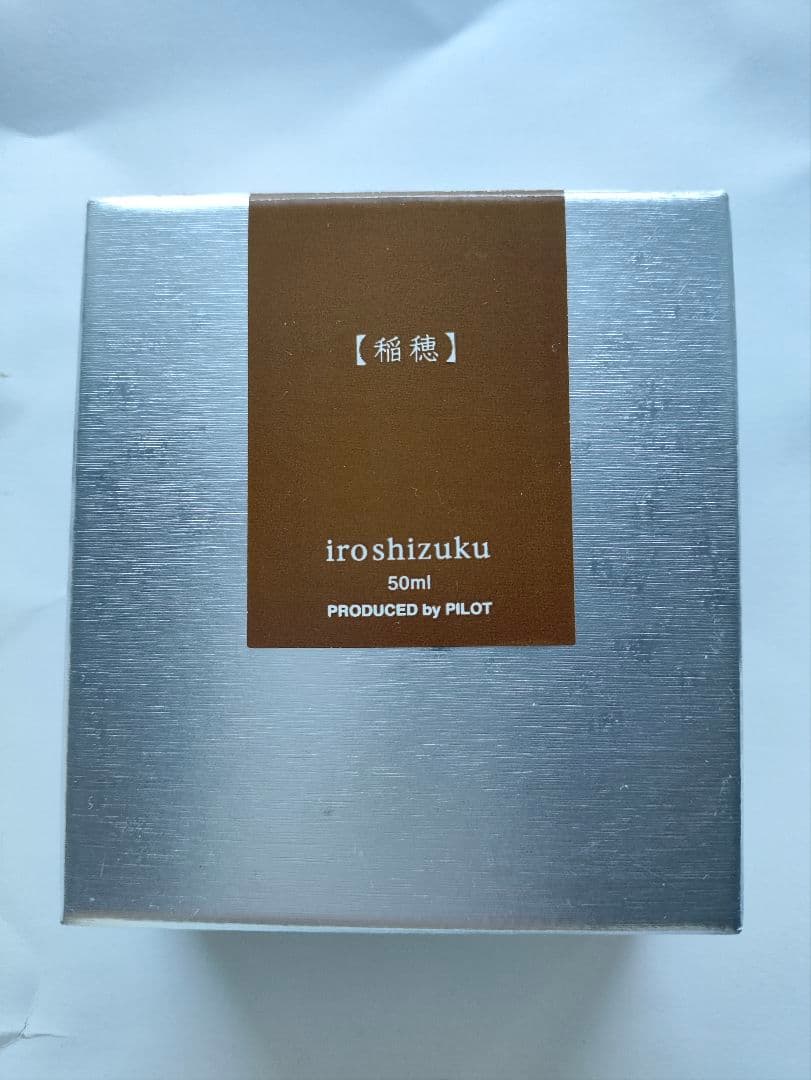 【稲穂】
iroshizuku
50ml
PRODUCED by PILOT